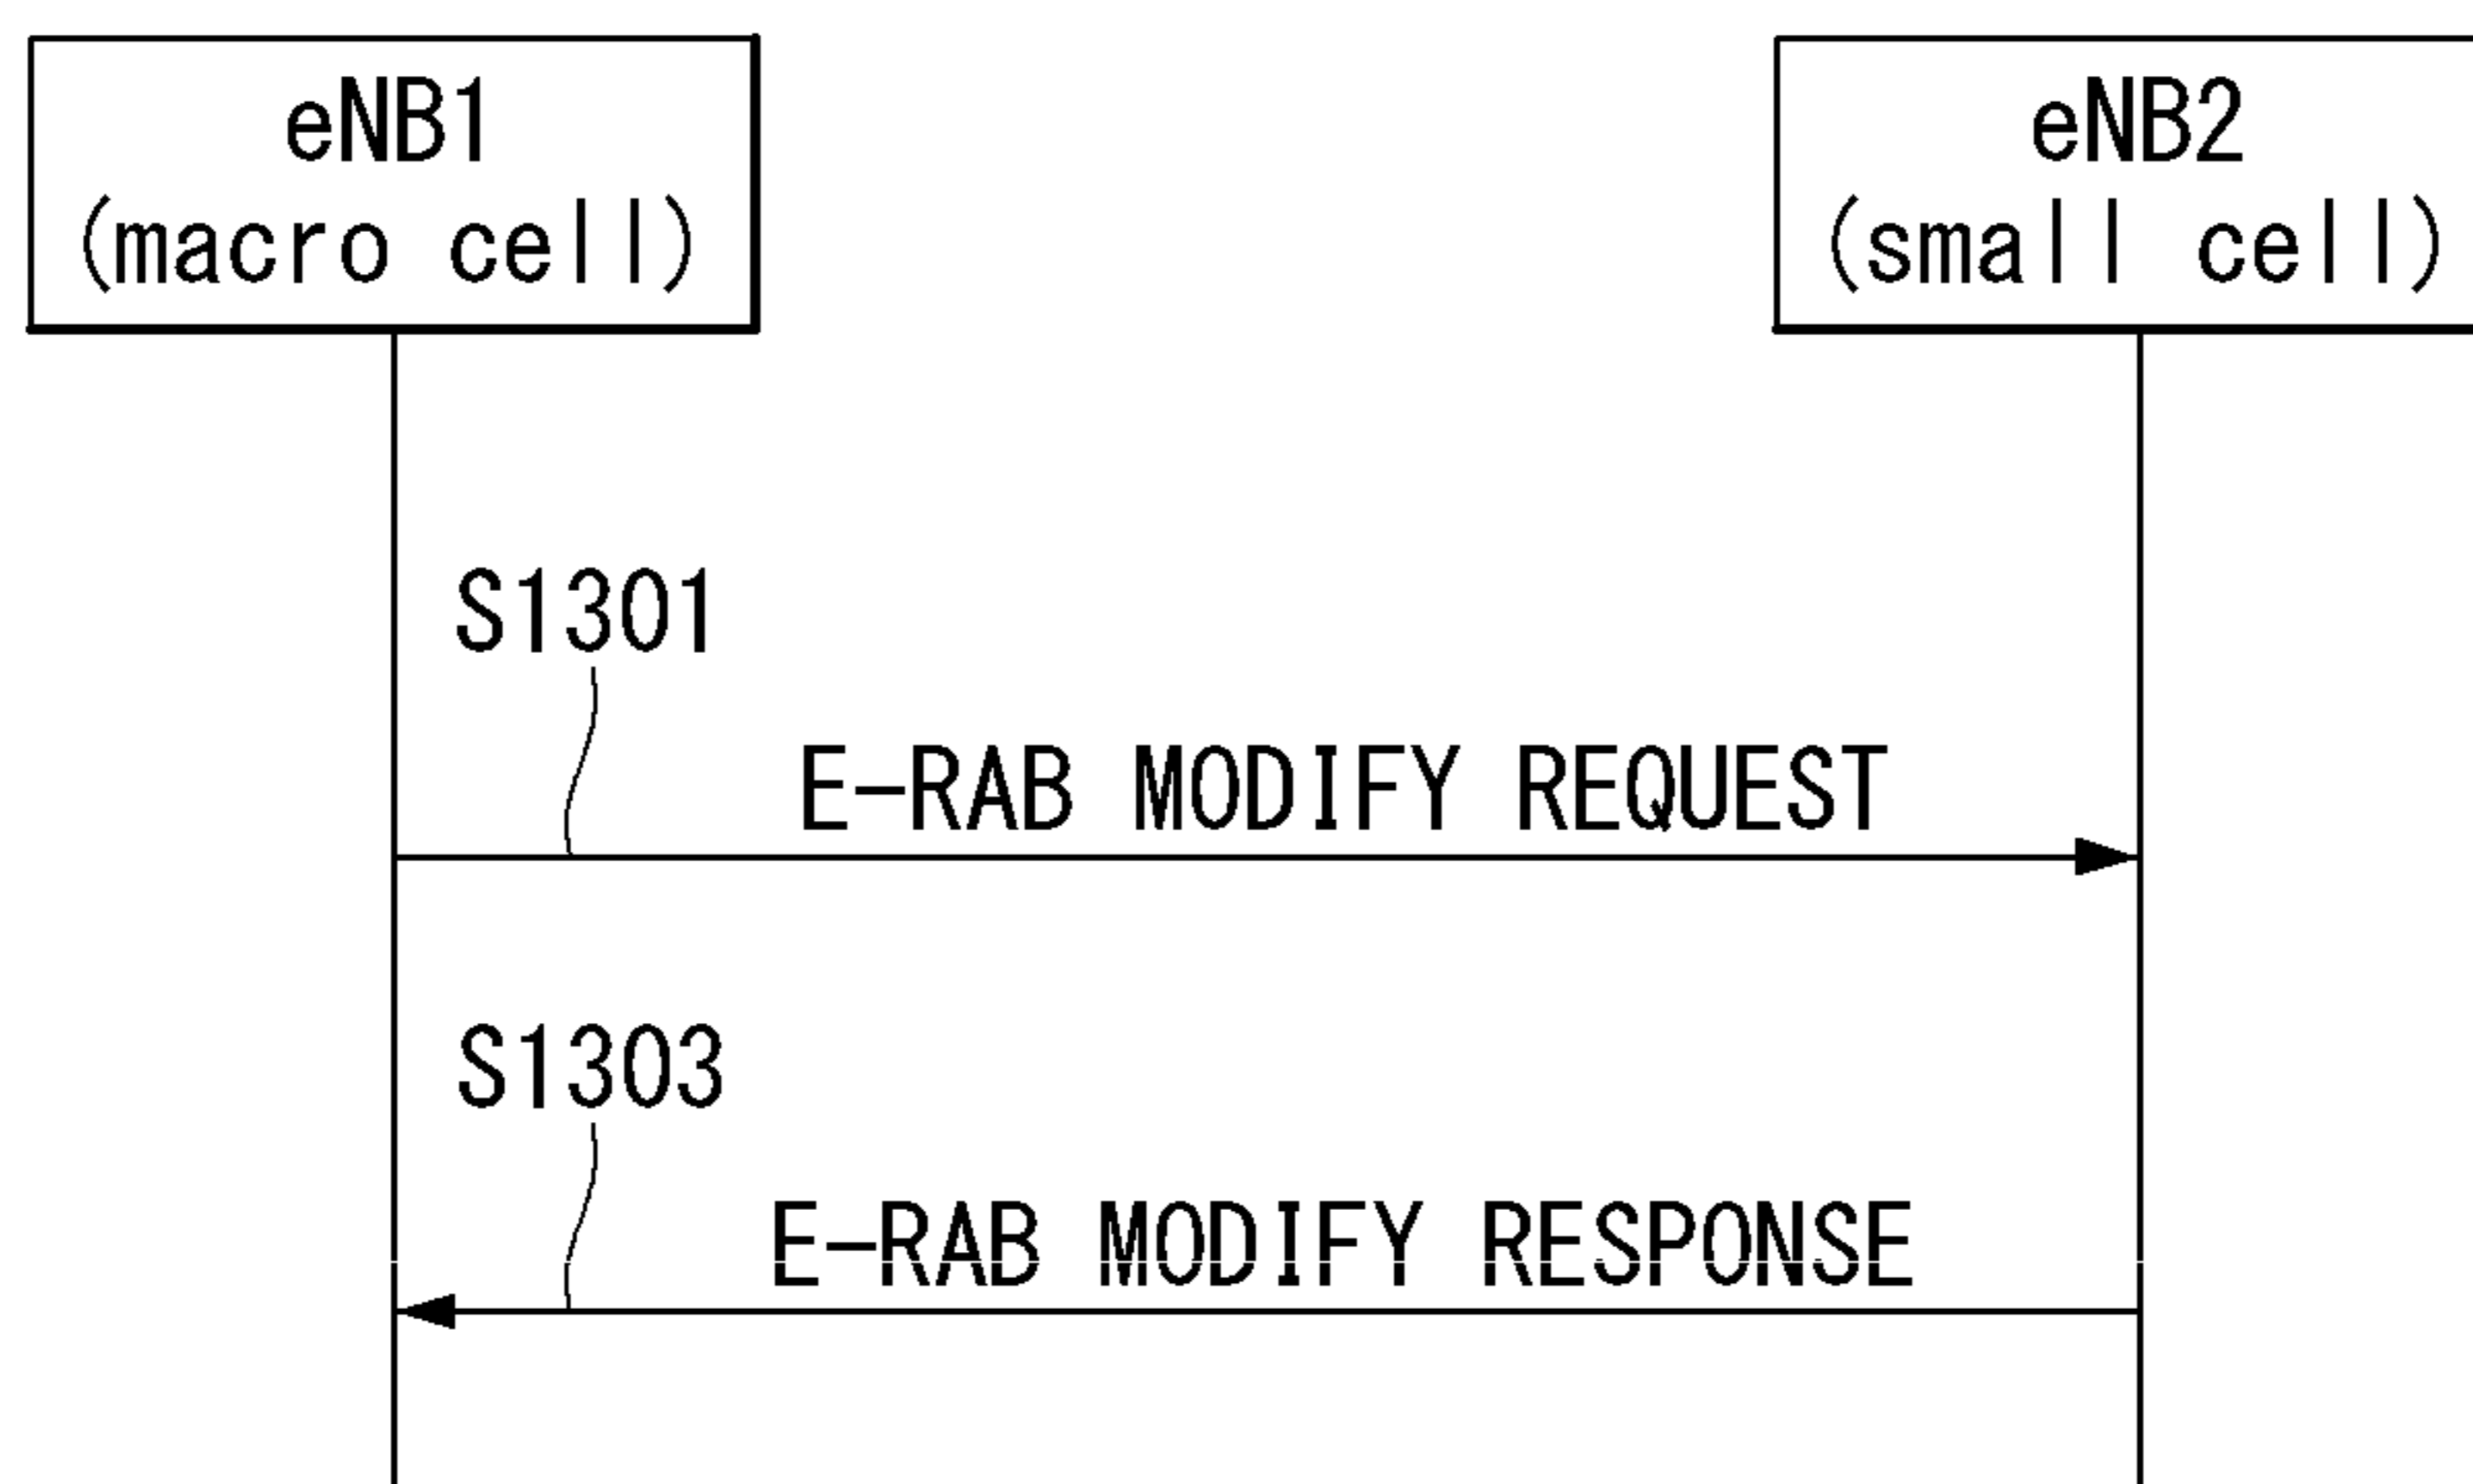 eNB1
(macro cell)
eNB2
(small cell)
S1301
E-RAB MODIFY REQUEST
S1303
E-RAB MODIFY RESPONSE